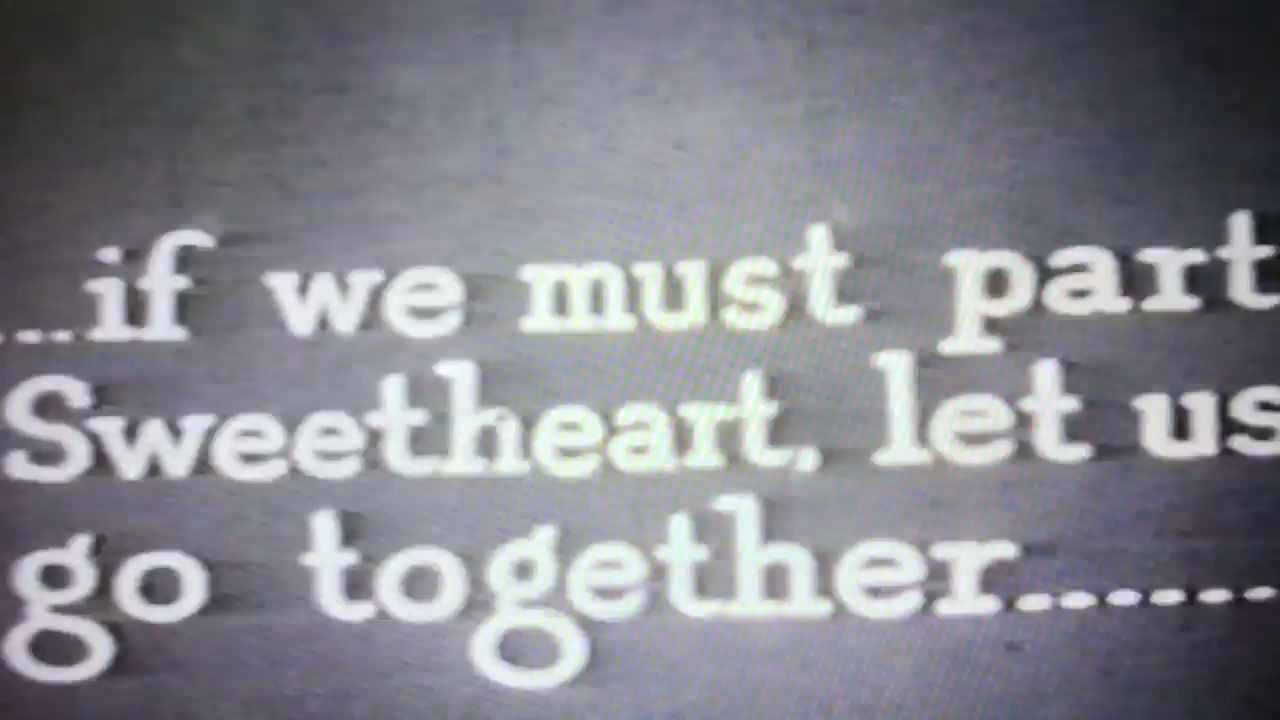 ...if we must part
Sweetheart, let us
go together.......